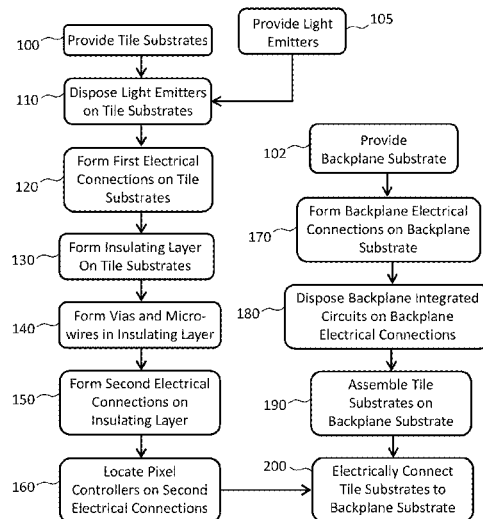 100
Provide Tile Substrates
105
Provide Light
Emitters
110
Dispose Light Emitters
on Tile Substrates
120
Form First Electrical
Connections on Tile
Substrates
130
Form Insulating Layer
On Tile Substrates
140
Form Vias and Micro-
wires in Insulating Layer
150
Form Second Electrical
Connections on
Insulating Layer
160
Locate Pixel
Controllers on Second
Electrical Connections
102
Provide
Backplane Substrate
170
Form Backplane Electrical
Connections on Backplane
Substrate
180
Dispose Backplane Integrated
Circuits on Backplane
Electrical Connections
190
Assemble Tile
Substrates on
Backplane Substrate
200
Electrically Connect
Tile Substrates to
Backplane Substrate